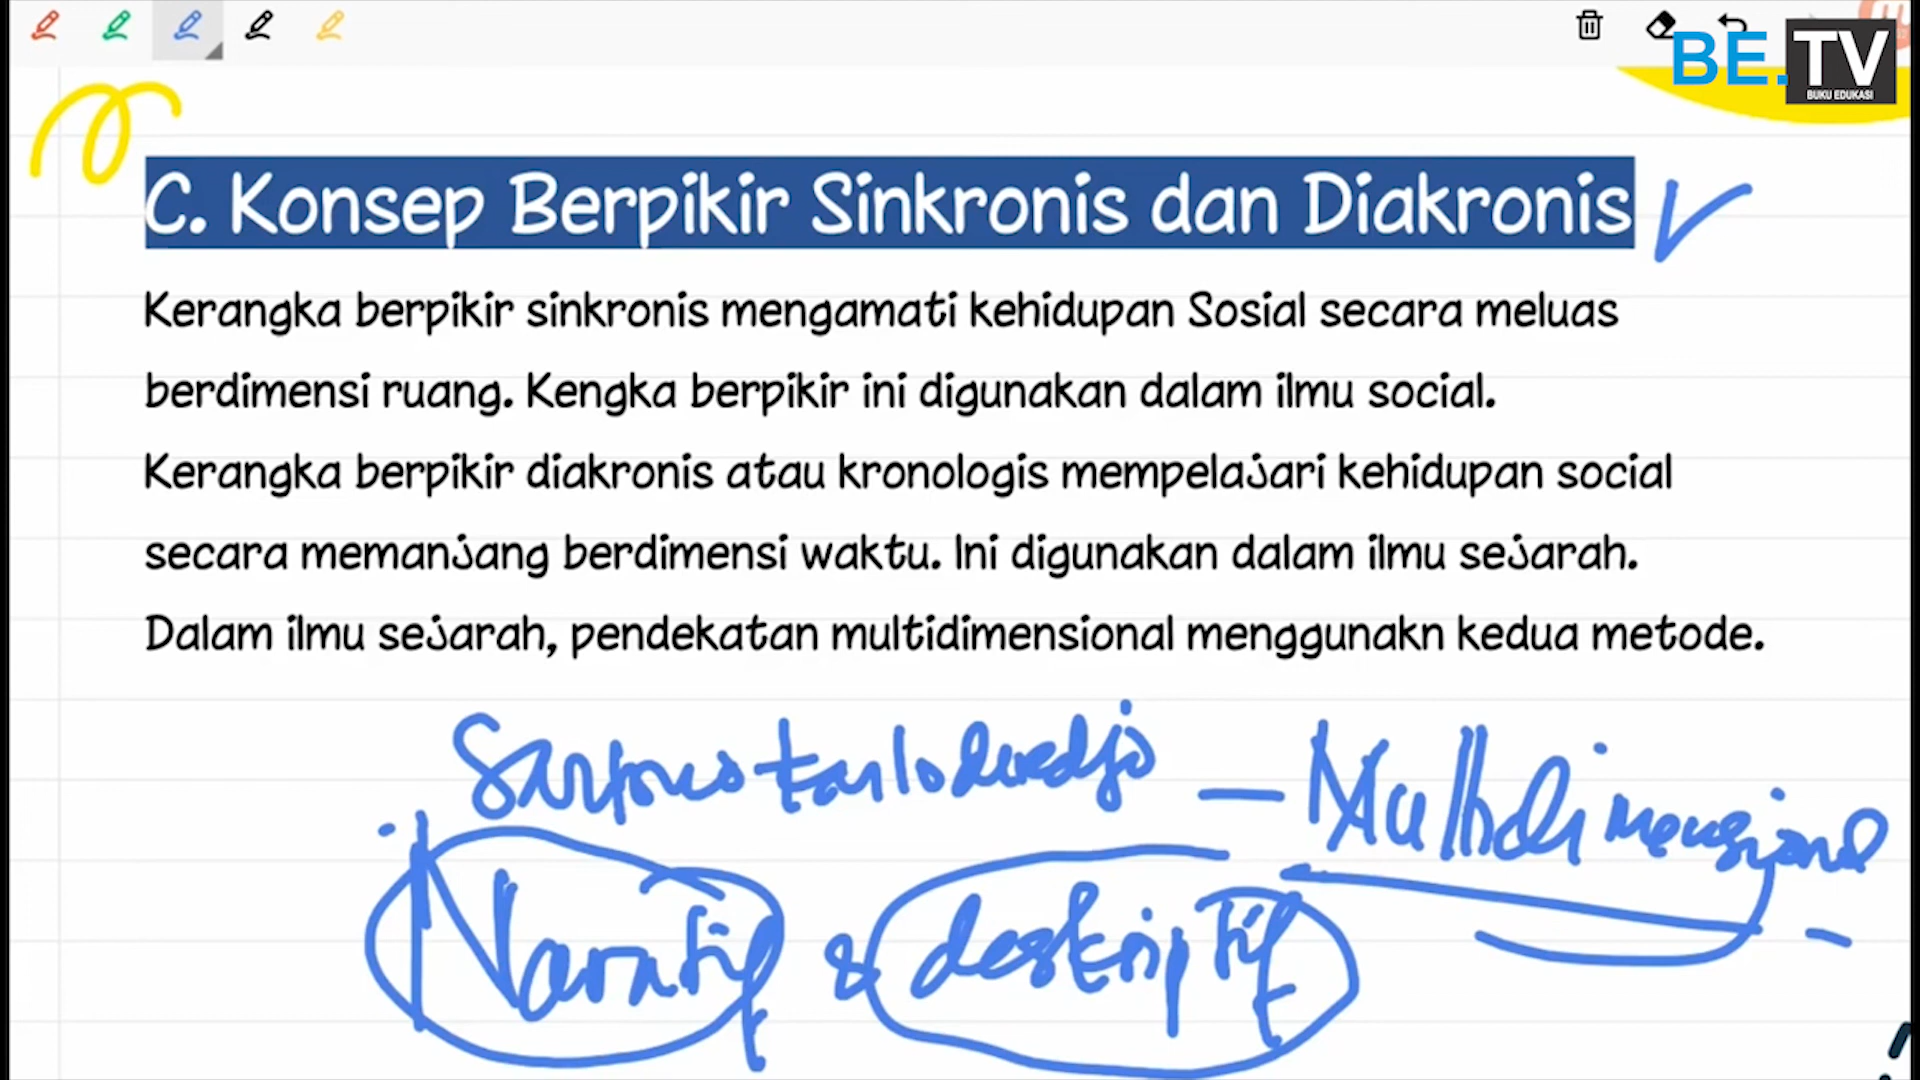 BE.TV
BUKU EDUKASI
C. Konsep Berpikir Sinkronis dan Diakronis
Kerangka berpikir sinkronis mengamati kehidupan Sosial secara meluas
berdimensi ruang. Kengka berpikir ini digunakan dalam ilmu social.
Kerangka berpikir diakronis atau kronologis mempelajari kehidupan social
secara memanjang berdimensi waktu. Ini digunakan dalam ilmu sejarah.
Dalam ilmu sejarah, pendekatan multidimensional menggunakn kedua metode.
— Multidimensional
Naratif & deskriptif